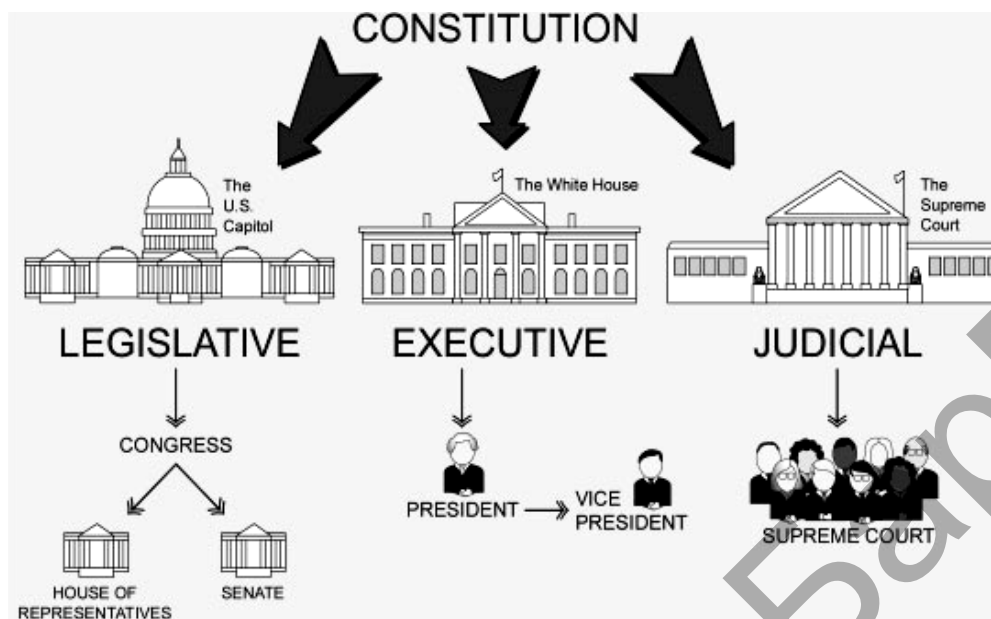 CONSTITUTION
The
U.S.
Capitol
The White House
The
Supreme
Court
LEGISLATIVE
EXECUTIVE
JUDICIAL
CONGRESS
PRESIDENT
VICE
PRESIDENT
SUPREME COURT
HOUSE OF
REPRESENTATIVES
SENATE